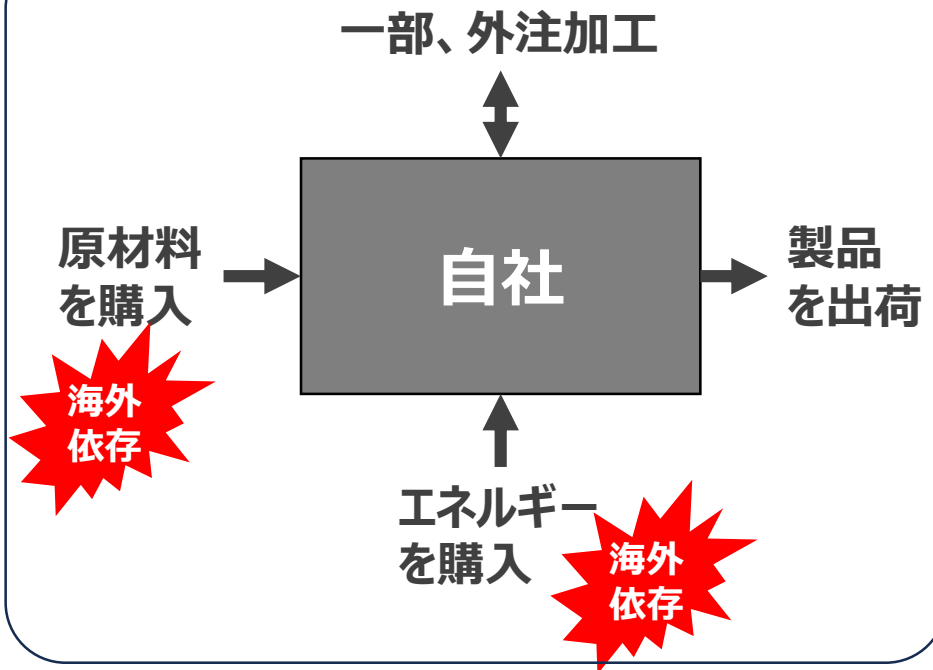 一部、外注加工
原材料
を購入
自社
製品
を出荷
海外
依存
エネルギー
を購入
海外
依存